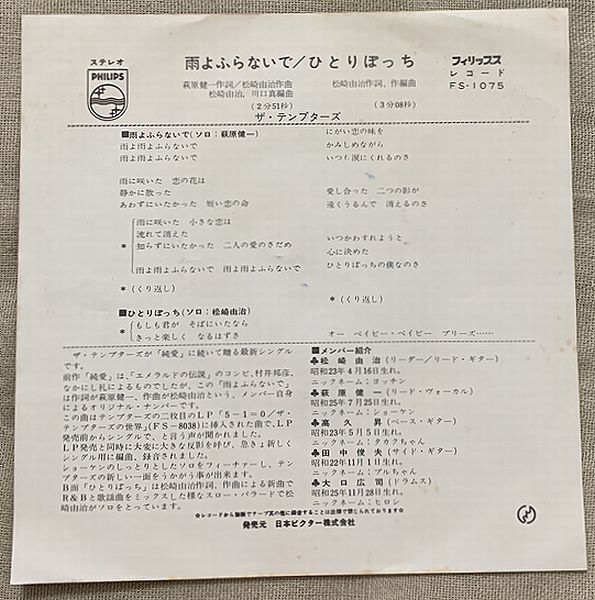 ステレオ
PHILIPS
雨よふらないで／ひとりぼっち
萩原健一作詞／松崎由治作曲
松崎由治，川口真編曲
(2分51秒)
松崎由治作詞、作編曲
(3分08秒)
ザ・テンプターズ
フィリップス
レコード
FS-1075
■雨よふらないで(ソロ：萩原健一)
雨よ雨よふらないで
雨よ雨よふらないで
雨に咲いた 恋の花は
静かに散った
あわずにいたかった 短い恋の命
雨に咲いた 小さな恋は
流れて消えた
＊知らずにいたかった 二人の愛のさだめ
雨よ雨よふらないで 雨よ雨よふらないで
＊(くり返し)
■ひとりぼっち(ソロ：松崎由治)
＊もしも君が そばにいたなら
きっと楽しく なるはずさ
にがい恋の味を
かみしめながら
いつも涙にくれるのさ
愛し合った 二つの影が
遠くうるんで 消えるのさ
いつかわすれようと
心に決めた
ひとりぼっちの僕なのさ
＊(くり返し)
オー ベイビー・ベイビー プリーズ……
ザ・テンプターズが「純愛」に続いて贈る最新シングル
です。
前作「純愛」は、「エメラルドの伝説」のコンビ、村井邦彦、
なかにし礼によるものでしたが、この「雨よふらないで」
は作詞が萩原健一、作曲が松崎由治という、メンバー自身
によるオリジナル・ナンバーです。
この曲はテンプターズの二枚目のLP「5－1＝0／ザ・
テンプターズの世界」(FS－8038)に挿入された曲で、LP
発売前からシングルで、と言う声が聞かれました。
LP発売と同時に大変に大きな反影を呼び、急きょ新しく
シングル用に編曲、録音されました。
ショーケンのしっとりとしたソロをフィーチャーし、テン
プターズの新しい一面をうかがう事が出来ます。
B面「ひとりぼっち」は松崎由治作詞、作曲による新曲で
R＆Bと歌謡曲をミックスした様なスロー・バラードで松
崎由治がソロをとっています。
■メンバー紹介
♣松崎由治(リーダー／リード・ギター)
昭和23年4月16日生れ。
ニックネーム：ヨッチン
♣萩原健一(リード・ヴォーカル)
昭和25年7月25日生れ。
ニックネーム：ショーケン
♣高久昇(ベース・ギター)
昭和23年5月5日生れ。
ニックネーム：タカクちゃん
♣田中俊夫(サイド・ギター)
昭和22年11月1日生れ。
ニックネーム：ブルちゃん
♣大口広司(ドラムス)
昭和25年11月28日生れ。
ニックネーム：ヒロシ
☆レコードから無断でテープ其の他に録音することは法律で禁じられております☆
発売元 日本ビクター株式会社